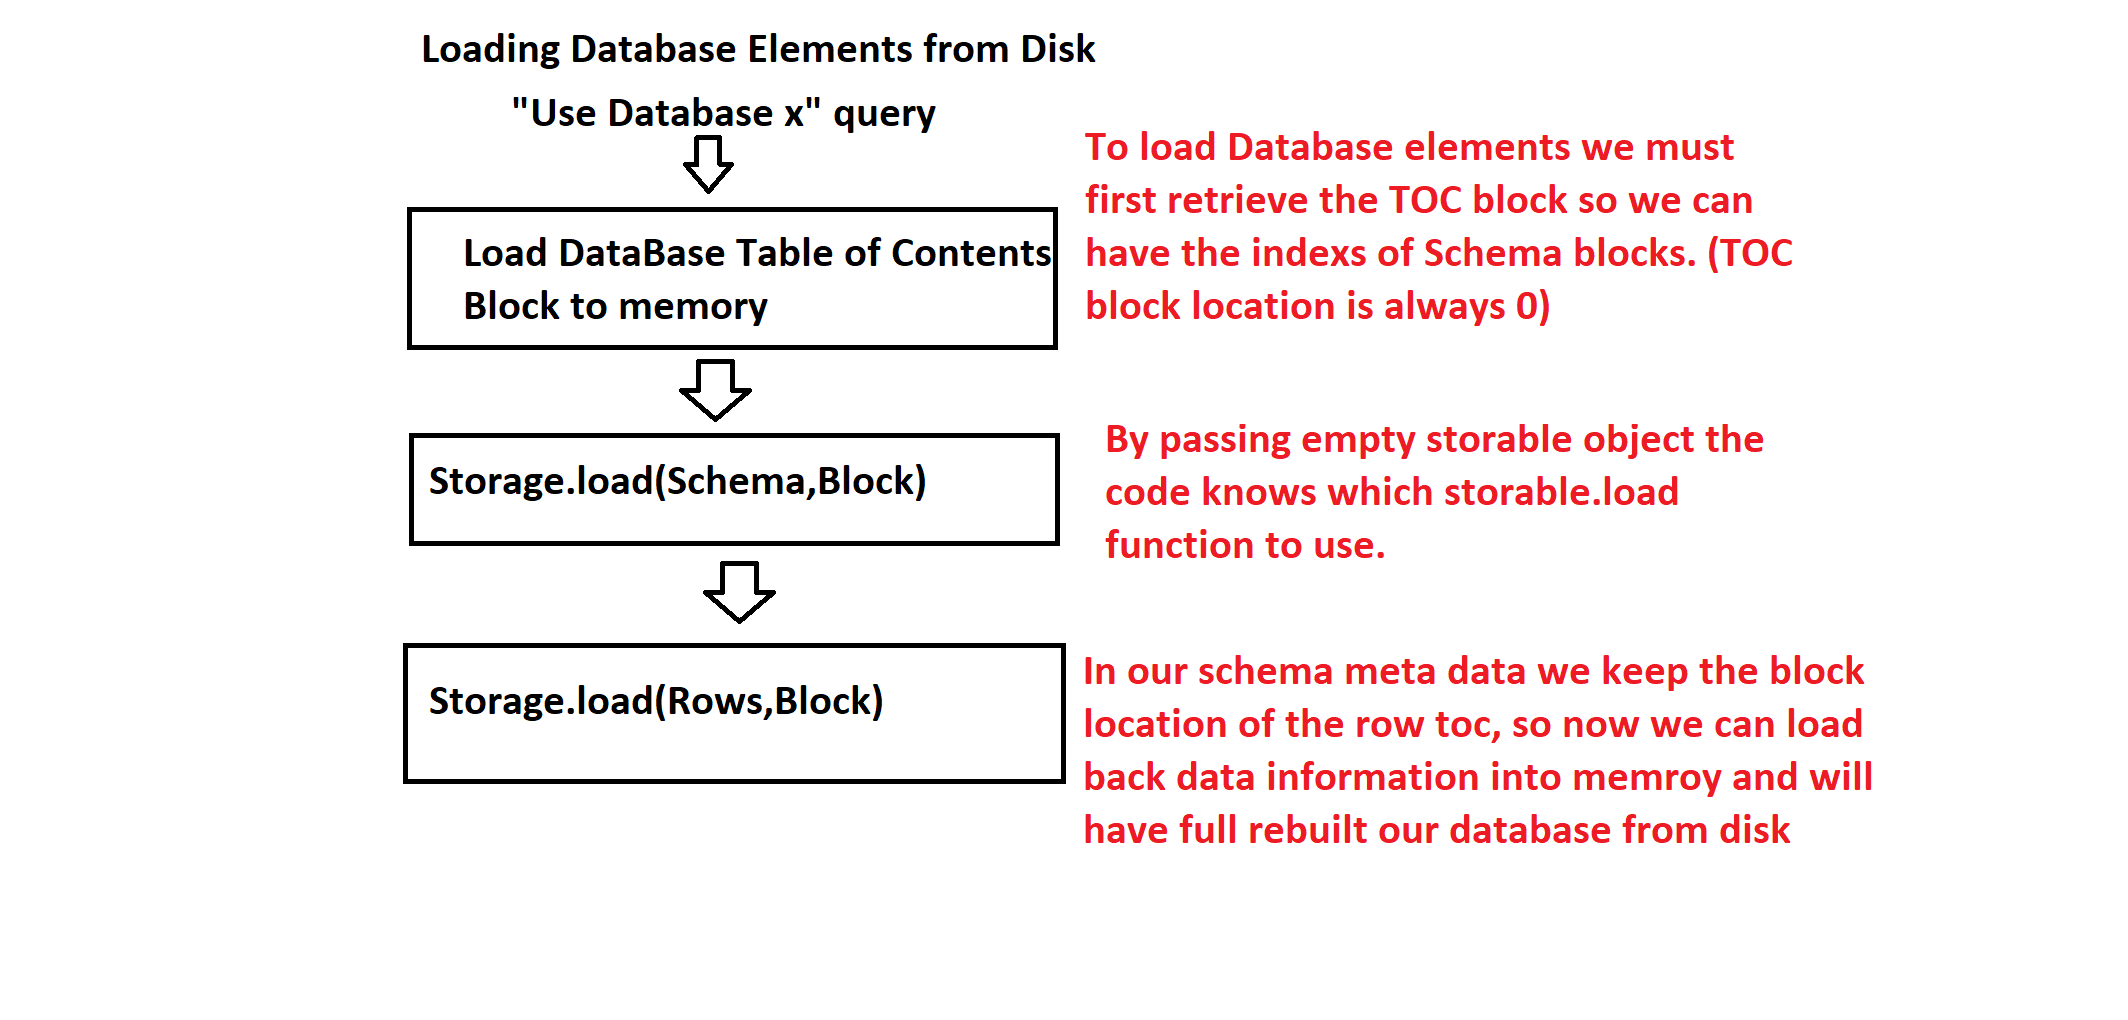 Loading Database Elements from Disk
"Use Database x" query
To load Database elements we must
first retrieve the TOC block so we can
have the indexs of Schema blocks. (TOC
block location is always 0)
Load DataBase Table of Contents
Block to memory
By passing empty storable object the
code knows which storable.load
function to use.
Storage.load(Schema,Block)
In our schema meta data we keep the block
location of the row toc, so now we can load
back data information into memroy and will
have full rebuilt our database from disk
Storage.load(Rows,Block)